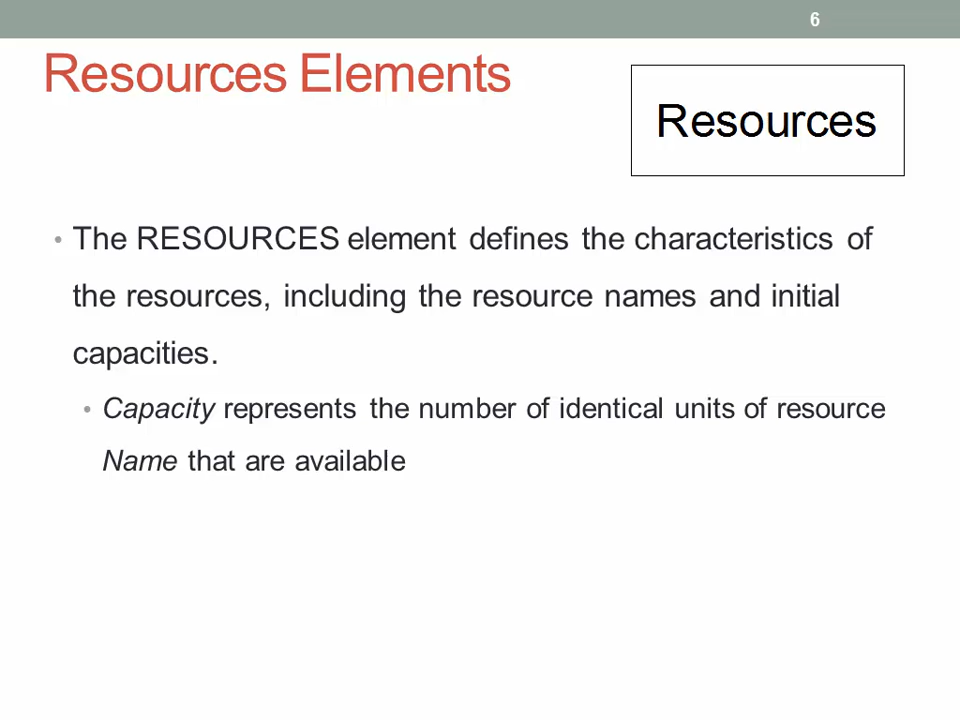 6
Resources Elements
Resources
• The RESOURCES element defines the characteristics of
the resources, including the resource names and initial
capacities.
• Capacity represents the number of identical units of resource
Name that are available